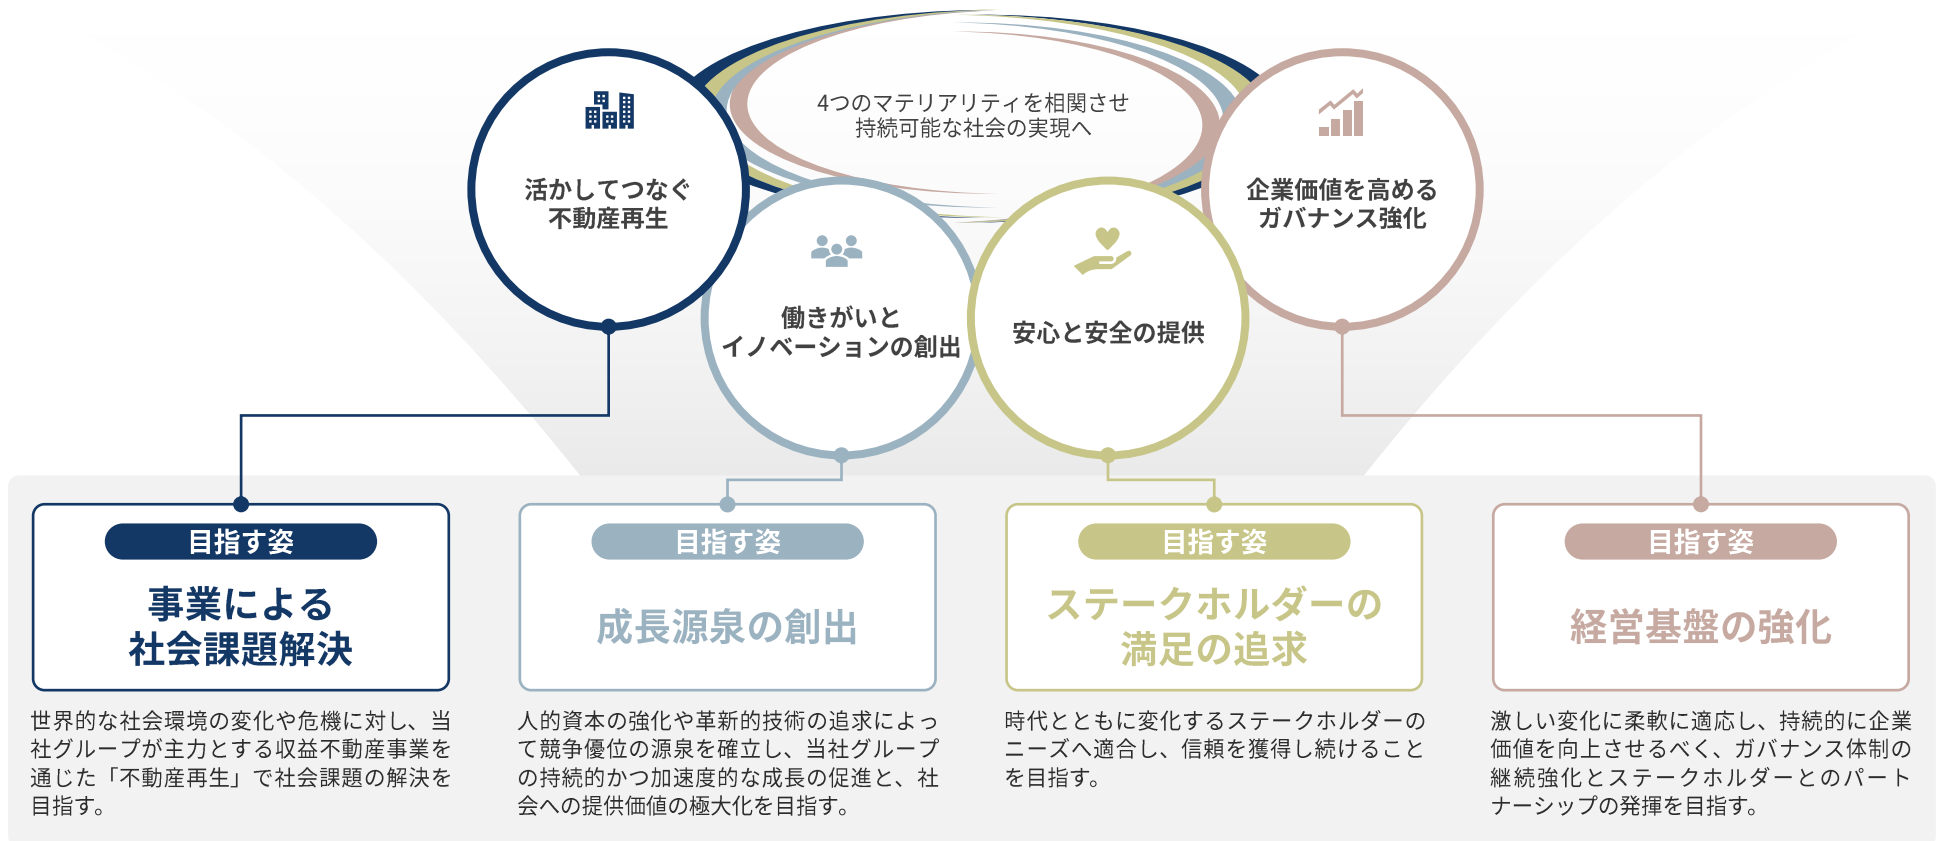 4つのマテリアリティを相関させ
持続可能な社会の実現へ
活かしてつなぐ
不動産再生
働きがいと
イノベーションの創出
安心と安全の提供
企業価値を高める
ガバナンス強化
目指す姿
事業による
社会課題解決
世界的な社会環境の変化や危機に対し、当
社グループが主力とする収益不動産事業を
通じた「不動産再生」で社会課題の解決を
目指す。
目指す姿
成長源泉の創出
人的資本の強化や革新的技術の追求によっ
て競争優位の源泉を確立し、当社グループ
の持続的かつ加速度的な成長の促進と、社
会への提供価値の極大化を目指す。
目指す姿
ステークホルダーの
満足の追求
時代とともに変化するステークホルダーの
ニーズへ適合し、信頼を獲得し続けること
を目指す。
目指す姿
経営基盤の強化
激しい変化に柔軟に適応し、持続的に企業
価値を向上させるべく、ガバナンス体制の
継続強化とステークホルダーとのパート
ナーシップの発揮を目指す。